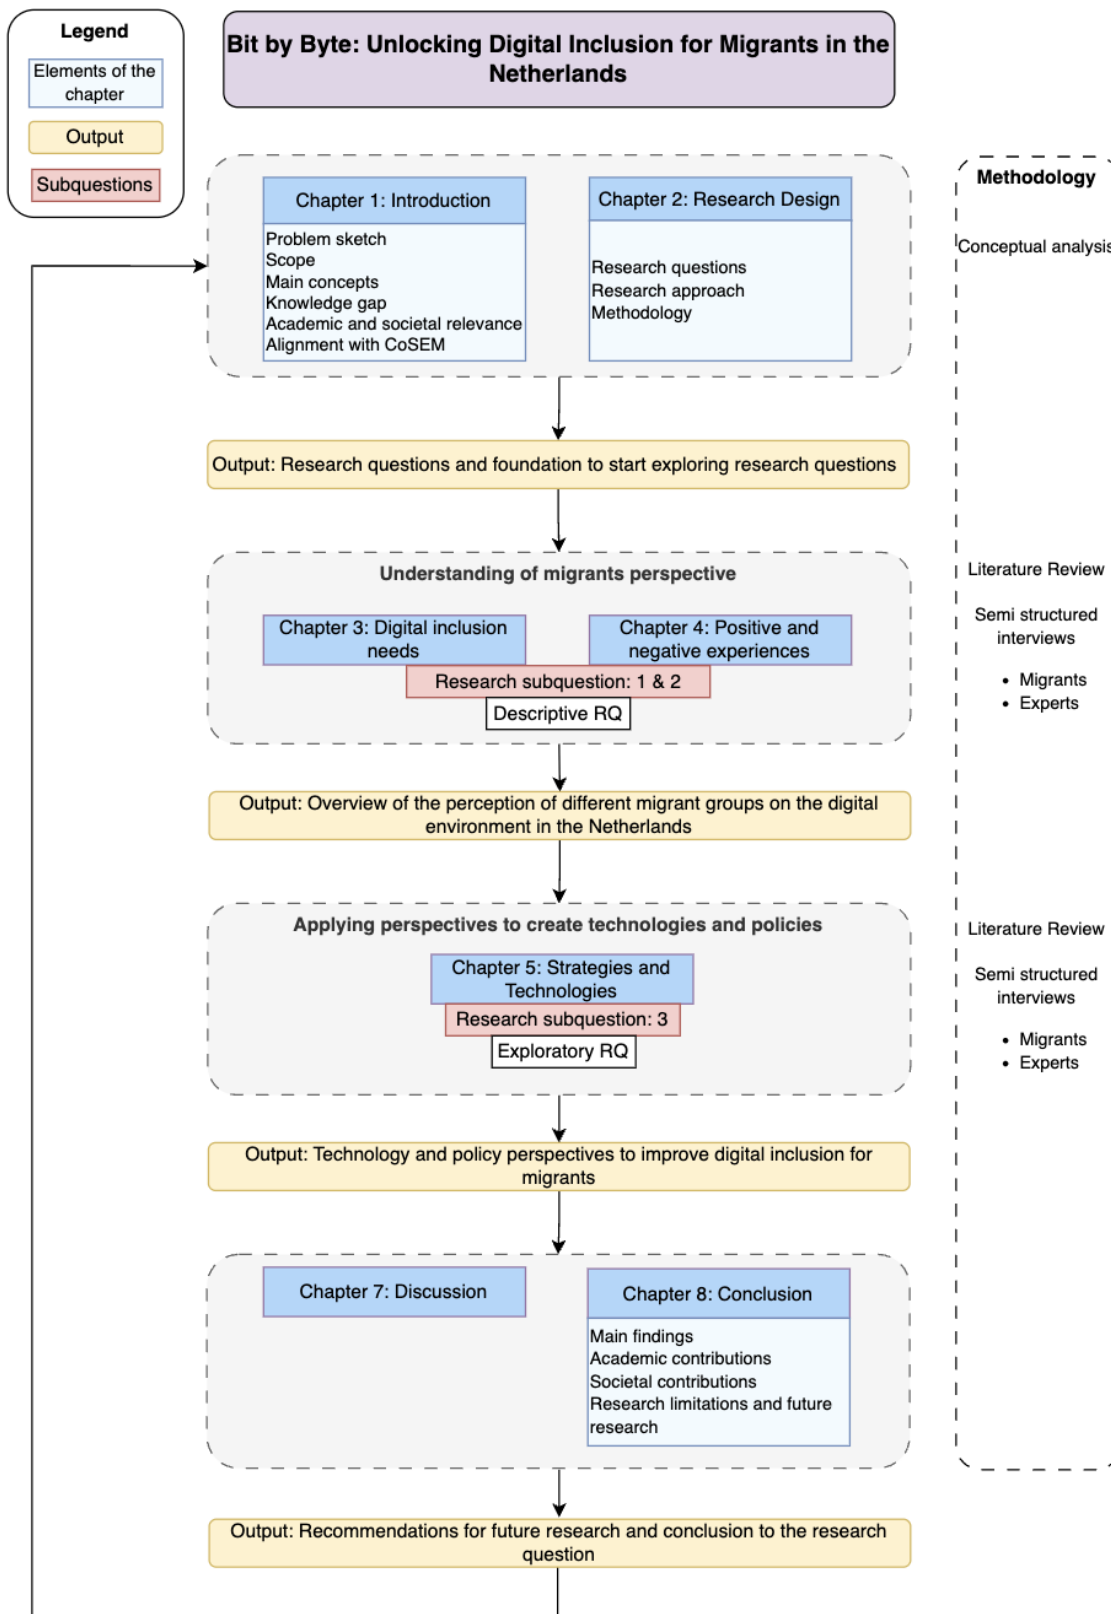 Legend
Elements of the
chapter
Output
Subquestions
Bit by Byte: Unlocking Digital Inclusion for Migrants in the
Netherlands
Chapter 1: Introduction
Problem sketch
Scope
Main concepts
Knowledge gap
Academic and societal relevance
Alignment with CoSEM
Chapter 2: Research Design
Research questions
Research approach
Methodology
Methodology
Conceptual analysis
Output: Research questions and foundation to start exploring research questions
Understanding of migrants perspective
Chapter 3: Digital inclusion
needs
Chapter 4: Positive and
negative experiences
Research subquestion: 1 & 2
Descriptive RQ
Literature Review
Semi structured
interviews
• Migrants
• Experts
Output: Overview of the perception of different migrant groups on the digital
environment in the Netherlands
Applying perspectives to create technologies and policies
Chapter 5: Strategies and
Technologies
Research subquestion: 3
Exploratory RQ
Literature Review
Semi structured
interviews
• Migrants
• Experts
Output: Technology and policy perspectives to improve digital inclusion for
migrants
Chapter 7: Discussion
Chapter 8: Conclusion
Main findings
Academic contributions
Societal contributions
Research limitations and future
research
Output: Recommendations for future research and conclusion to the research
question